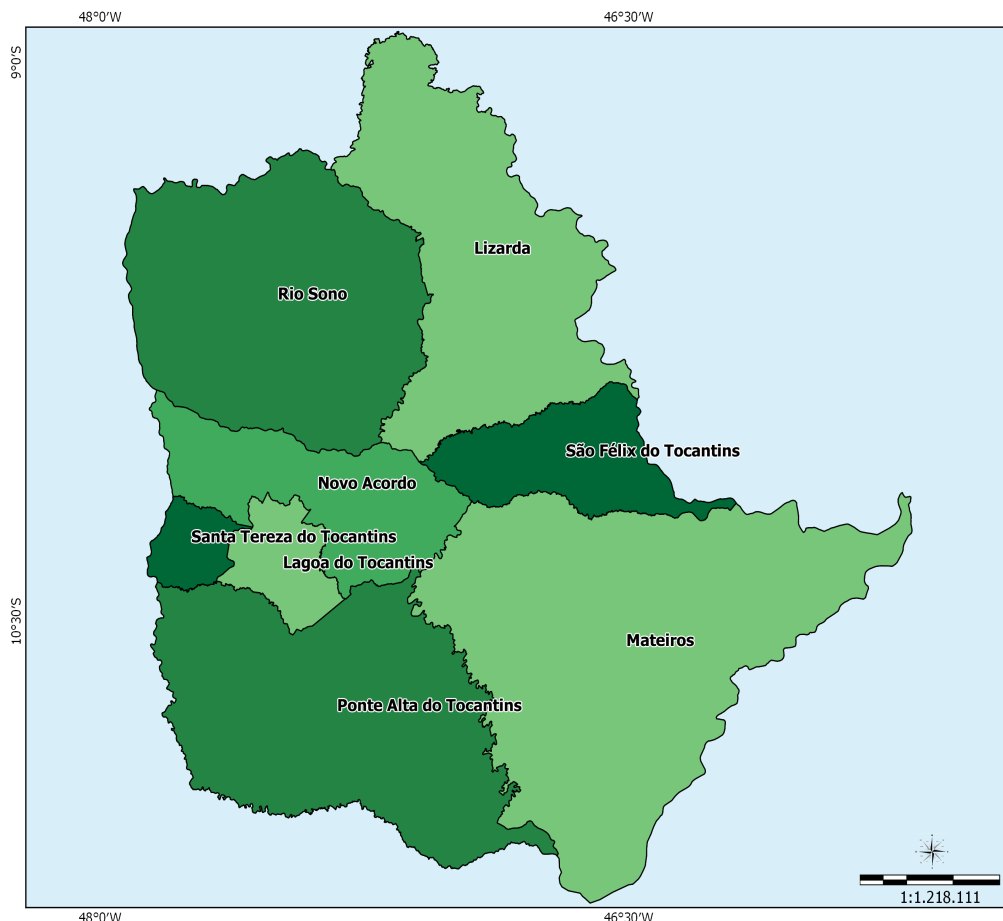 48°0'W
46°30'W
9°0'S
Lizarda
Rio Sono
São Félix do Tocantins
Novo Acordo
Santa Tereza do Tocantins
Lagoa do Tocantins
10°30'S
Mateiros
Ponte Alta do Tocantins
1:1.218.111
48°0'W
46°30'W